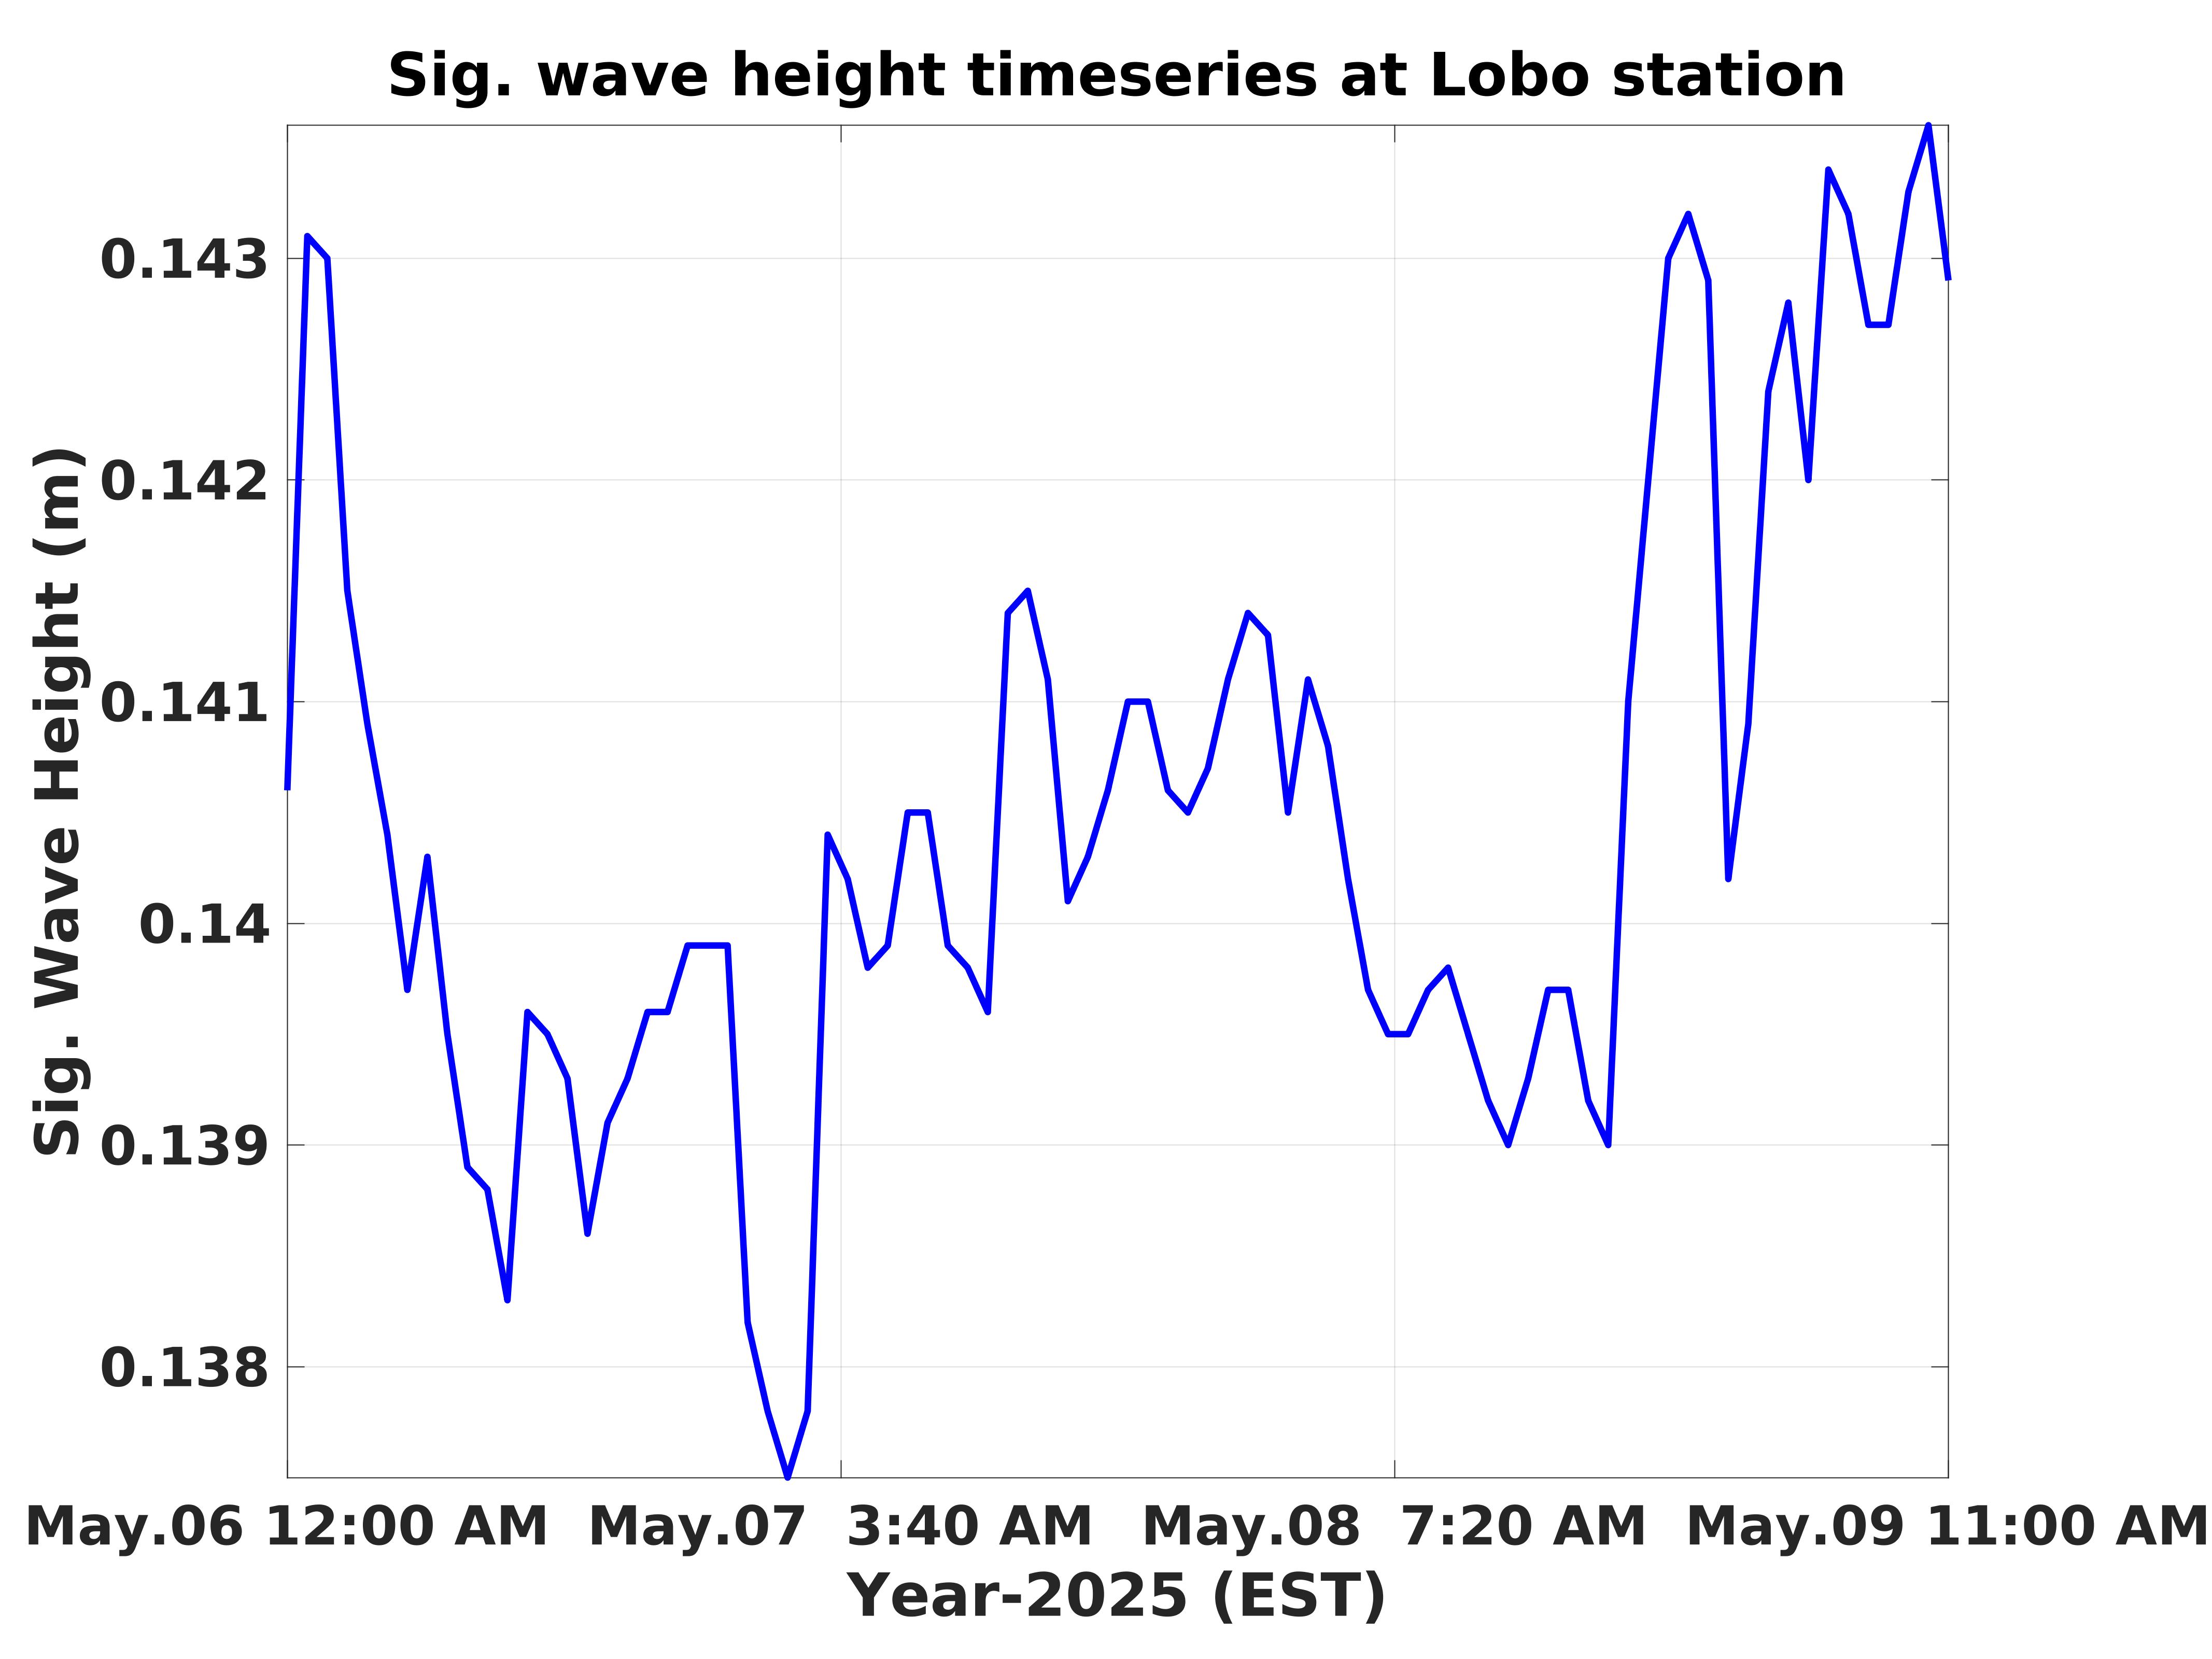 Sig. wave height timeseries at Lobo station
Sig. Wave Height (m)
0.143
0.142
0.141
0.14
0.139
0.138
May.06 12:00 AM May.07 3:40 AM May.08 7:20 AM May.09 11:00 AM
Year-2025 (EST)